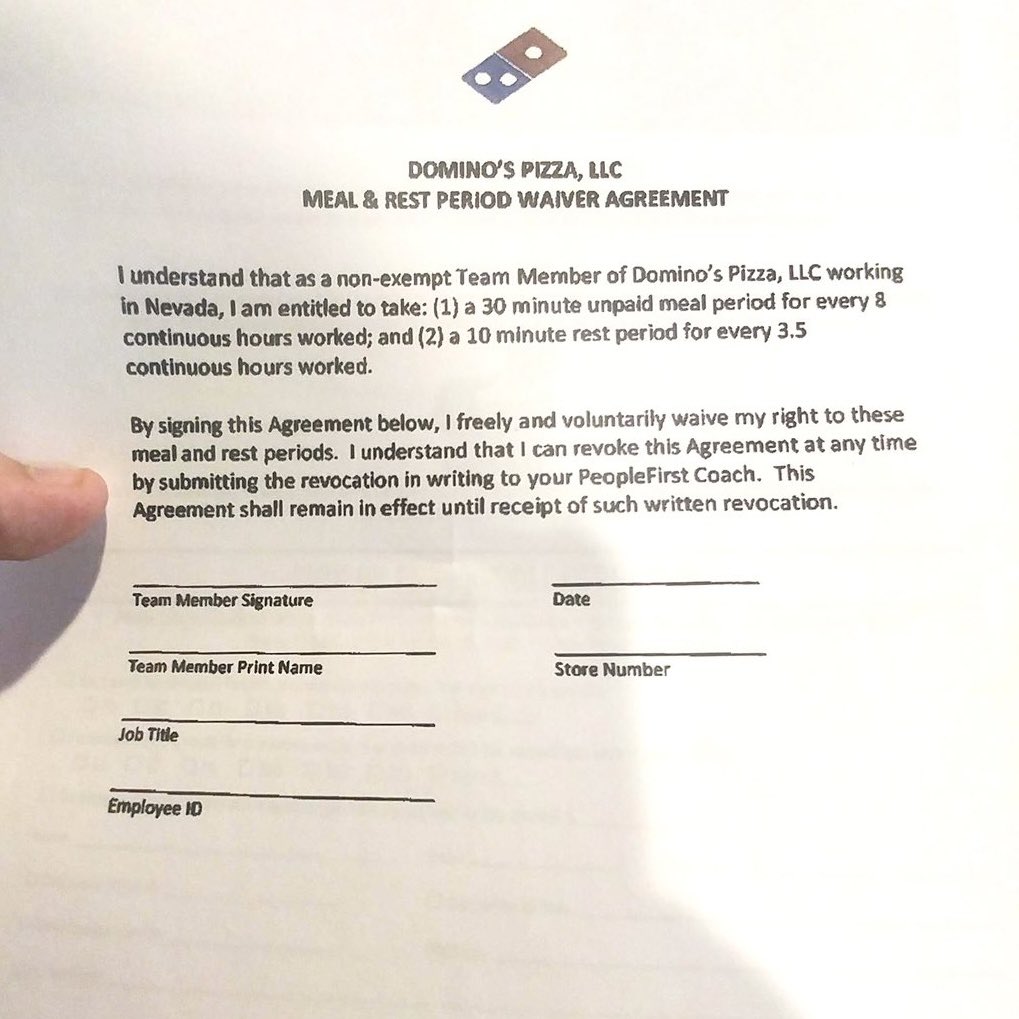 DOMINO'S PIZZA, LLC
MEAL & REST PERIOD WAIVER AGREEMENT
I understand that as a non-exempt Team Member of Domino's Pizza, LLC working
in Nevada, I am entitled to take: (1) a 30 minute unpaid meal period for every 8
continuous hours worked; and (2) a 10 minute rest period for every 3.5
continuous hours worked.
By signing this Agreement below, I freely and voluntarily waive my right to these
meal and rest periods. I understand that I can revoke this Agreement at any time
by submitting the revocation in writing to your PeopleFirst Coach. This
Agreement shall remain in effect until receipt of such written revocation.
Team Member Signature
Date
Team Member Print Name
Store Number
Job Title
Employee ID